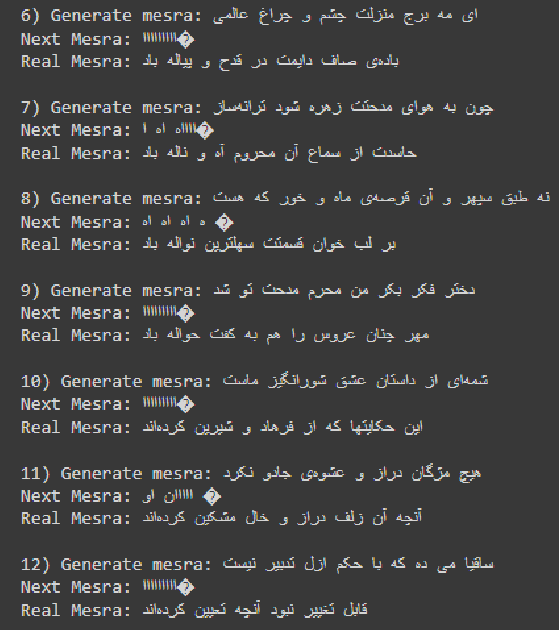 6) Generate mesra: ای مه برج منزلت چشم و چراغ عالمی
Next Mesra: اااااااااا�
Real Mesra: باده‌ی صاف دایمت در قدح و پیاله باد
7) Generate mesra: چون به هوای مدحتت زهره شود ترانه‌ساز
Next Mesra: �ااااه اه ا
Real Mesra: حاسدت از سماع آن محروم آه و ناله باد
8) Generate mesra: نه طبق سپهر و آن قرصه‌ی ماه و خور که هست
Next Mesra: � ه اه اه اه
Real Mesra: بر لب خوان قسمتت سهلترین نواله باد
9) Generate mesra: دختر فکر بکر من محرم مدحت تو شد
Next Mesra: اااااااااا�
Real Mesra: مهر چنان عروس را هم به کفت حواله باد
10) Generate mesra: شمه‌ای از داستان عشق شورانگیز ماست
Next Mesra: اااااااااا�
Real Mesra: این حکایتها که از فرهاد و شیرین کرده‌اند
11) Generate mesra: هیچ مژگان دراز و عشوه‌ی جادو نکرد
Next Mesra: � اااااان او
Real Mesra: آنچه آن زلف دراز و خال مشکین کرده‌اند
12) Generate mesra: ساقیا می ده که با حکم ازل تدبیر نیست
Next Mesra: اااااااااا�
Real Mesra: قابل تغییر نبود آنچه تعیین کرده‌اند